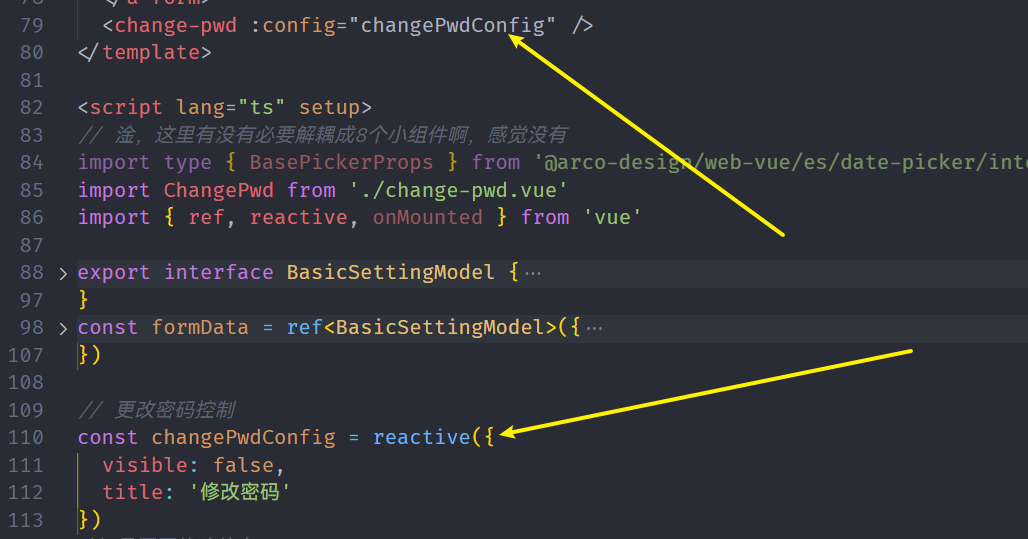 79 <change-pwd :config="changePwdConfig" />
80 </template>
81
82 <script lang="ts" setup>
83 // 淦，这里有没有必要解耦成8个小组件啊，感觉没有
84 import type { BasePickerProps } from '@arco-design/web-vue/es/date-picker/inte
85 import ChangePwd from './change-pwd.vue'
86 import { ref, reactive, onMounted } from 'vue'
87
88 > export interface BasicSettingModel {···
97 }
98 > const formData = ref<BasicSettingModel>({···
107 })
108
109 // 更改密码控制
110 const changePwdConfig = reactive({
111 visible: false,
112 title: '修改密码'
113 })